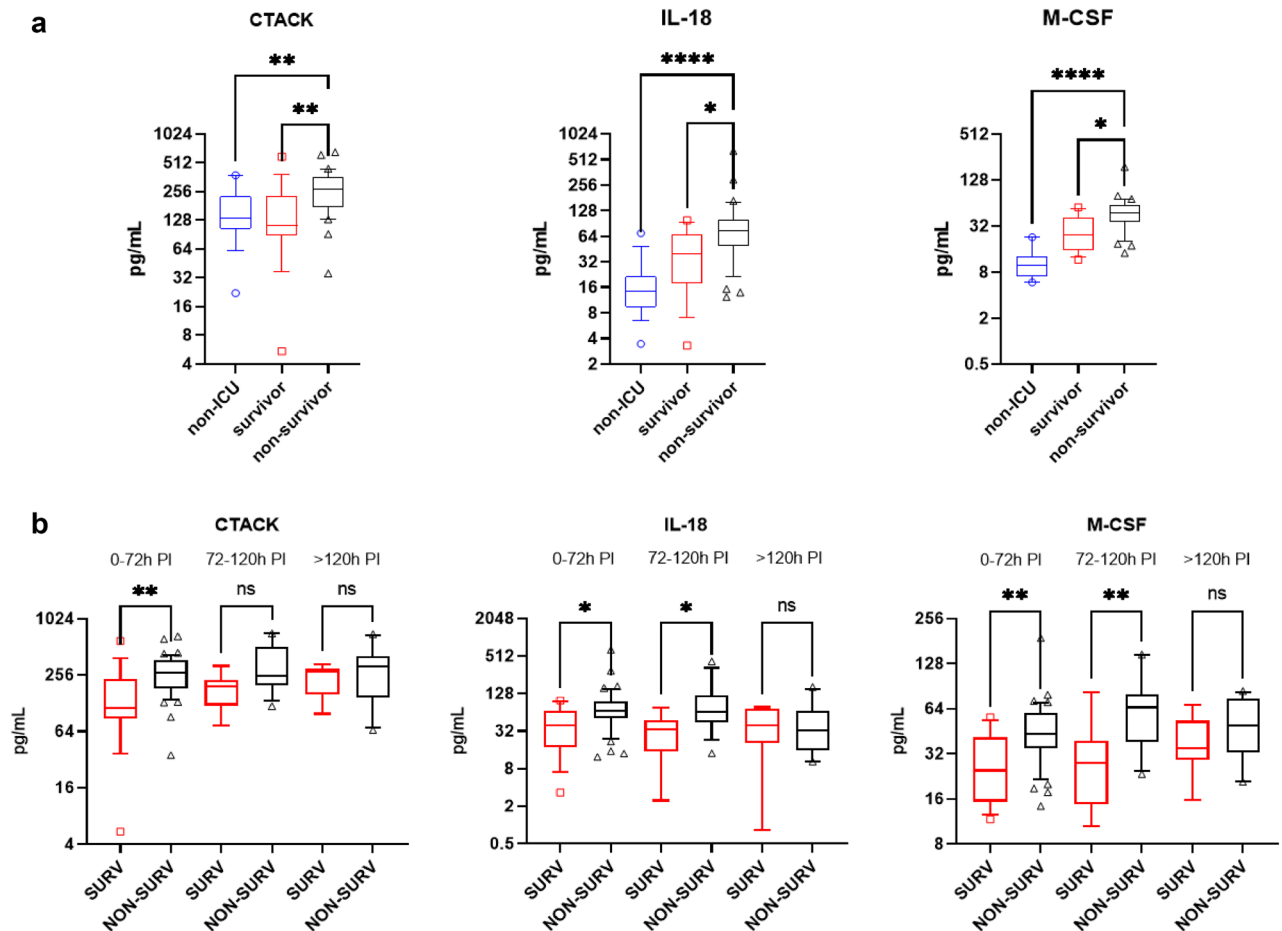 a
CTACK
IL-18
M-CSF
**
**
****
*
****
*
pg/mL
1024
512
256
128
64
32
16
8
4
non-ICU
survivor
non-survivor
pg/mL
1024
512
256
128
64
32
16
8
4
2
non-ICU
survivor
non-survivor
pg/mL
512
128
32
8
2
0.5
non-ICU
survivor
non-survivor
b
CTACK
0-72h PI 72-120h PI >120h PI
** ns ns
pg/mL
1024
256
64
16
4
SURV
NON-SURV
SURV
NON-SURV
SURV
NON-SURV
IL-18
0-72h PI 72-120h PI >120h PI
* * ns
pg/mL
2048
512
128
32
8
2
0.5
SURV
NON-SURV
SURV
NON-SURV
SURV
NON-SURV
M-CSF
0-72h PI 72-120h PI >120h PI
** ** ns
pg/mL
256
128
64
32
16
8
SURV
NON-SURV
SURV
NON-SURV
SURV
NON-SURV